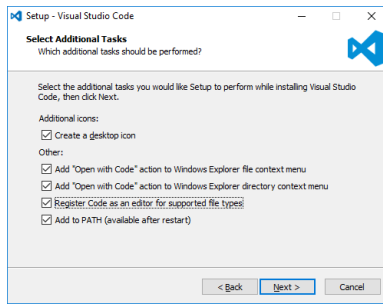 Setup - Visual Studio Code
Select Additional Tasks
Which additional tasks should be performed?
Select the additional tasks you would like Setup to perform while installing Visual Studio
Code, then click Next.
Additional icons:
Create a desktop icon
Other:
Add "Open with Code" action to Windows Explorer file context menu
Add "Open with Code" action to Windows Explorer directory context menu
Register Code as an editor for supported file types
Add to PATH (available after restart)
< Back Next > Cancel